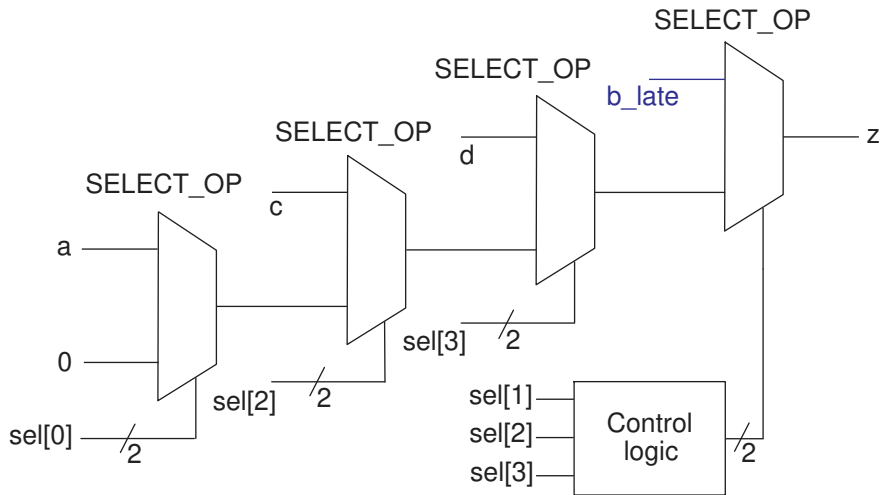 SELECT_OP
SELECT_OP
b_late
SELECT_OP
d
z
SELECT_OP
c
a
sel[3]
2
0
sel[2]
2
sel[0]
2
sel[1]
sel[2]
sel[3]
Control
logic
2